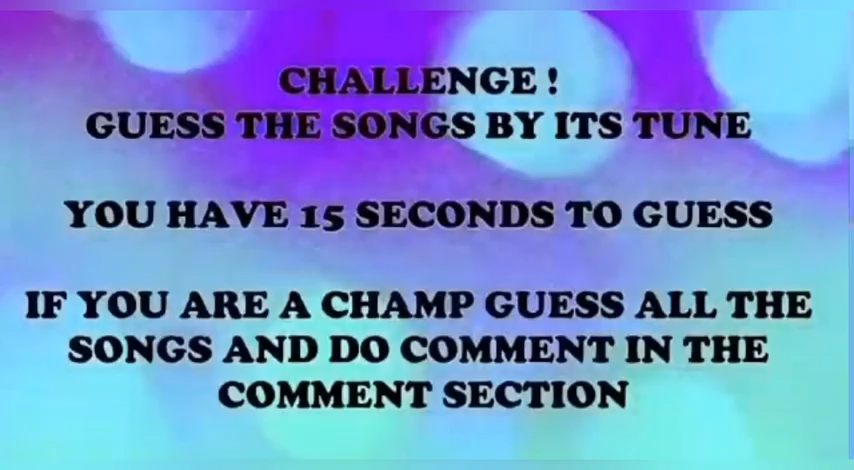 CHALLENGE !
GUESS THE SONGS BY ITS TUNE
YOU HAVE 15 SECONDS TO GUESS
IF YOU ARE A CHAMP GUESS ALL THE
SONGS AND DO COMMENT IN THE
COMMENT SECTION